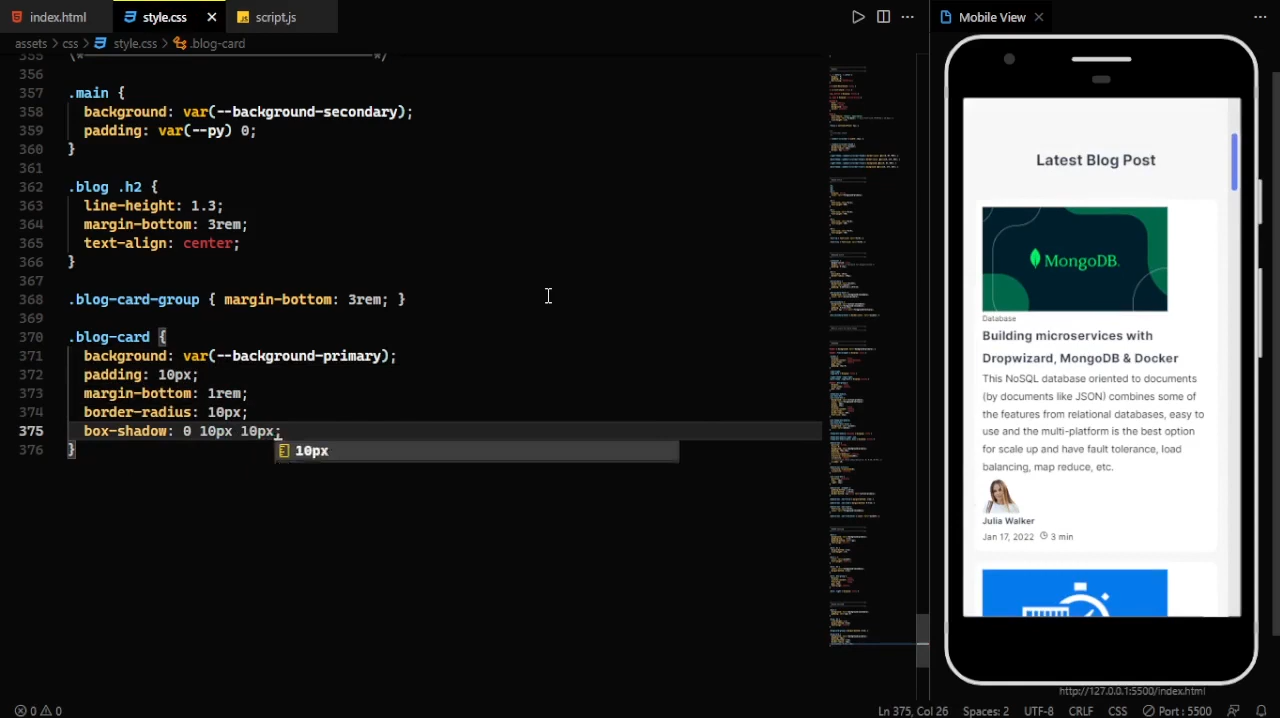 index.html
style.css
script.js
Mobile View
assets > css > style.css > .blog-card
355
356
357 .main {
358 background: var(--background-secondary);
359 padding: var(--py) 0;
360 }
361
362 .blog .h2 {
363 line-height: 1.3;
364 margin-bottom: 3rem;
365 text-align: center;
366 }
367
368 .blog-card-group { margin-bottom: 3rem; }
369
370 .blog-card {
371 background: var(--background-primary);
372 padding: 10px;
373 margin-bottom: 1rem;
374 border-radius: 10px;
375 box-shadow: 0 10px 10px;
376 }
10px
Latest Blog Post
MongoDB.
Database
Building microservices with
Dropwizard, MongoDB & Docker
This NoSQL database oriented to documents
(by documents like JSON) combines some of
the features from relational databases, easy to
use and the multi-platform is the best option
for scale up and have fault tolerance, load
balancing, map reduce, etc.
Julia Walker
Jan 17, 2022 3 min
http://127.0.0.1:5500/index.html
0 0
Ln 375, Col 26 Spaces: 2 UTF-8 CRLF CSS Port : 5500